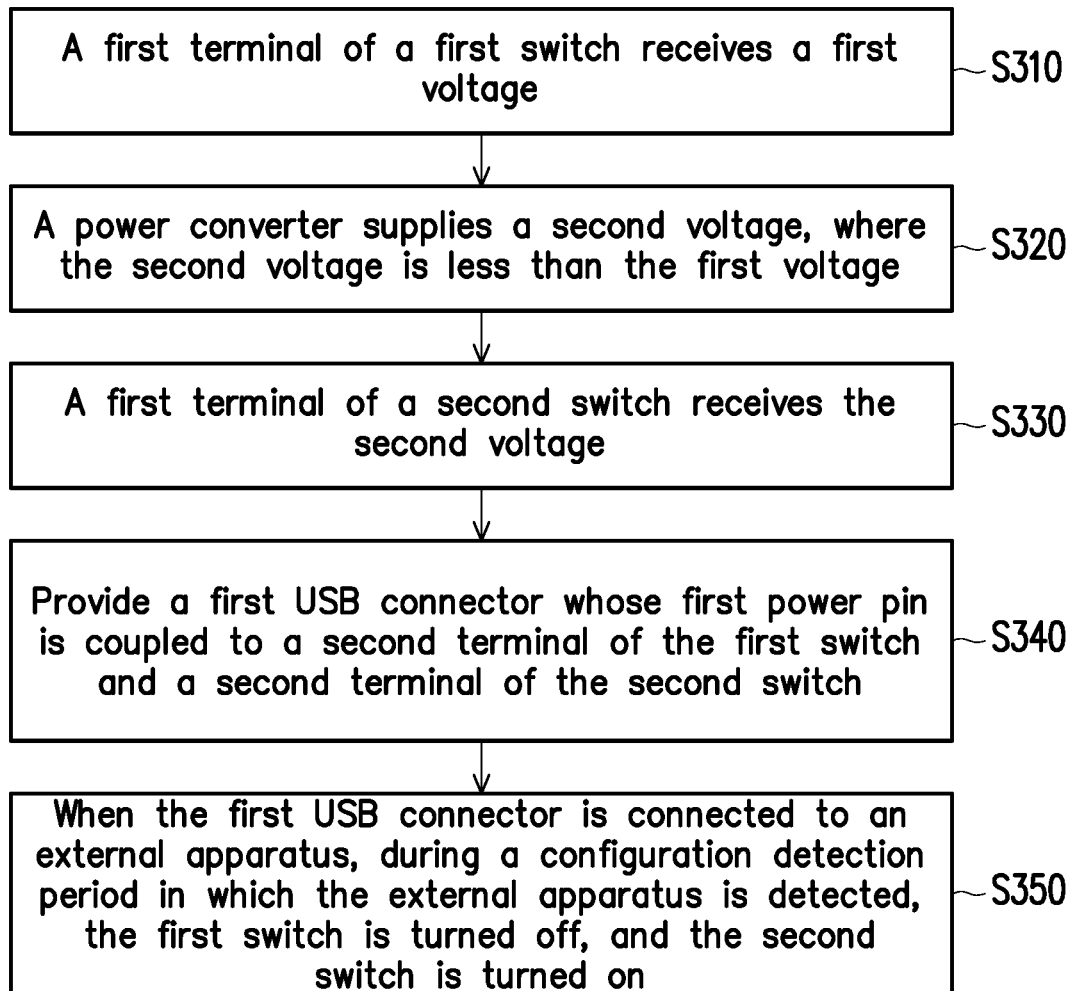 A first terminal of a first switch receives a first
voltage
S310
A power converter supplies a second voltage, where
the second voltage is less than the first voltage
S320
A first terminal of a second switch receives the
second voltage
S330
Provide a first USB connector whose first power pin
is coupled to a second terminal of the first switch
and a second terminal of the second switch
S340
When the first USB connector is connected to an
external apparatus, during a configuration detection
period in which the external apparatus is detected,
the first switch is turned off, and the second
switch is turned on
S350